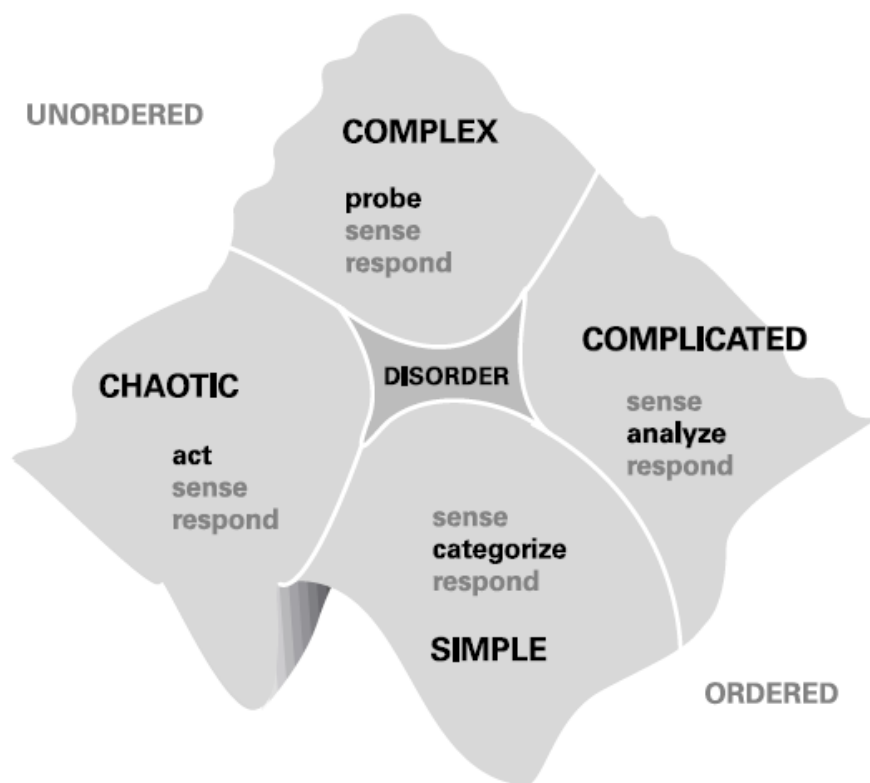 UNORDERED
COMPLEX
probe
sense
respond
COMPLICATED
sense
analyze
respond
DISORDER
CHAOTIC
act
sense
respond
sense
categorize
respond
SIMPLE
ORDERED